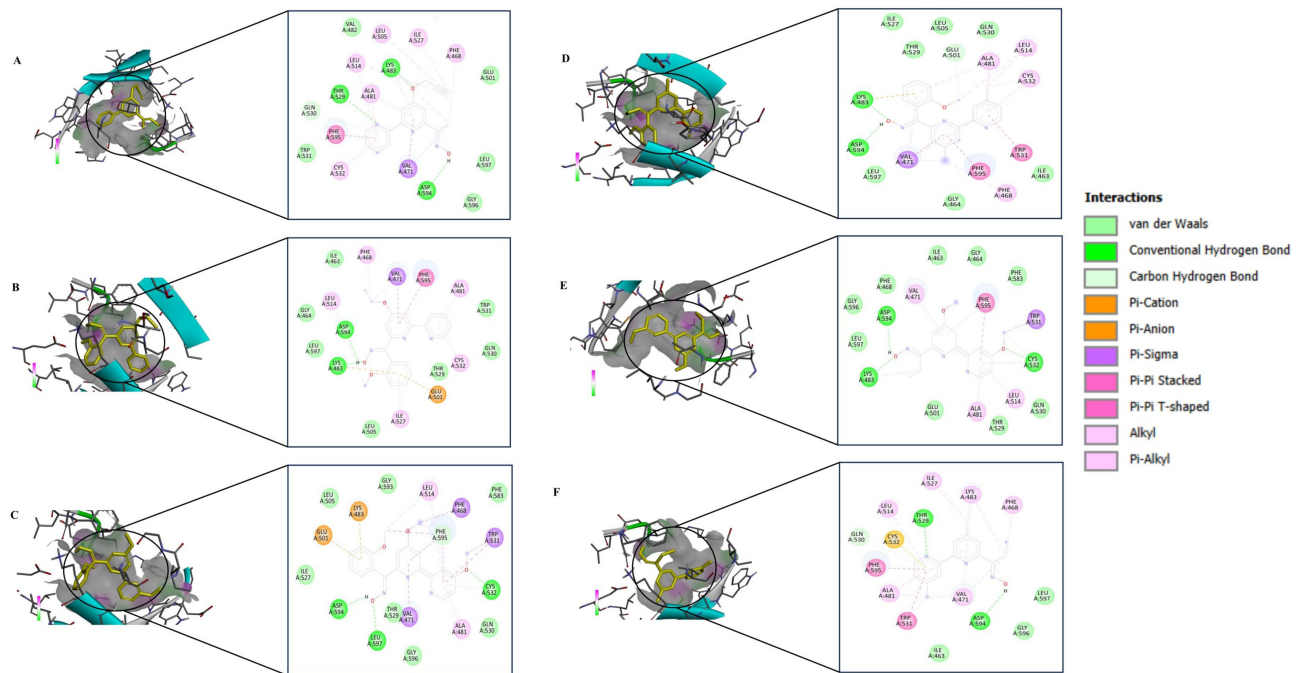 A
VAL
A:482
LEU
A:505
ILE
A:527
PHE
A:468
LEU
A:514
LYS
A:483
GLU
A:501
THR
A:529
ALA
A:481
GLN
A:530
PHE
A:595
TRP
A:531
CYS
A:532
VAL
A:471
H
LEU
A:597
ASP
A:594
GLY
A:596
B
ILE
A:463
PHE
A:468
VAL
A:471
PHE
A:595
ALA
A:481
LEU
A:514
TRP
A:531
GLY
A:464
ASP
A:594
LEU
A:597
H
GLN
A:530
LYS
A:483
THR
A:529
CYS
A:532
GLU
A:501
ILE
A:527
LEU
A:505
C
LEU
A:505
GLY
A:593
LEU
A:514
PHE
A:583
LYS
A:483
PHE
A:468
GLU
A:501
PHE
A:595
TRP
A:531
ILE
A:527
CYS
A:532
ASP
A:594
H
THR
A:529
VAL
A:471
ALA
A:481
GLN
A:530
LEU
A:597
GLY
A:596
D
ILE
A:527
LEU
A:505
GLN
A:530
THR
A:529
GLU
A:501
LEU
A:514
ALA
A:481
CYS
A:532
LYS
A:483
H
ASP
A:594
VAL
A:471
TRP
A:531
LEU
A:597
PHE
A:595
ILE
A:463
GLY
A:464
PHE
A:468
E
ILE
A:463
GLY
A:464
PHE
A:583
PHE
A:468
VAL
A:471
GLY
A:596
PHE
A:595
ASP
A:594
TRP
A:531
LEU
A:597
H
CYS
A:532
LYS
A:483
GLU
A:501
ALA
A:481
LEU
A:514
GLN
A:530
THR
A:529
F
ILE
A:527
LYS
A:483
PHE
A:468
LEU
A:514
THR
A:529
GLN
A:530
CYS
A:532
PHE
A:595
ALA
A:481
VAL
A:471
H
LEU
A:597
TRP
A:531
ASP
A:594
GLY
A:596
ILE
A:463
Interactions
van der Waals
Conventional Hydrogen Bond
Carbon Hydrogen Bond
Pi-Cation
Pi-Anion
Pi-Sigma
Pi-Pi Stacked
Pi-Pi T-shaped
Alkyl
Pi-Alkyl